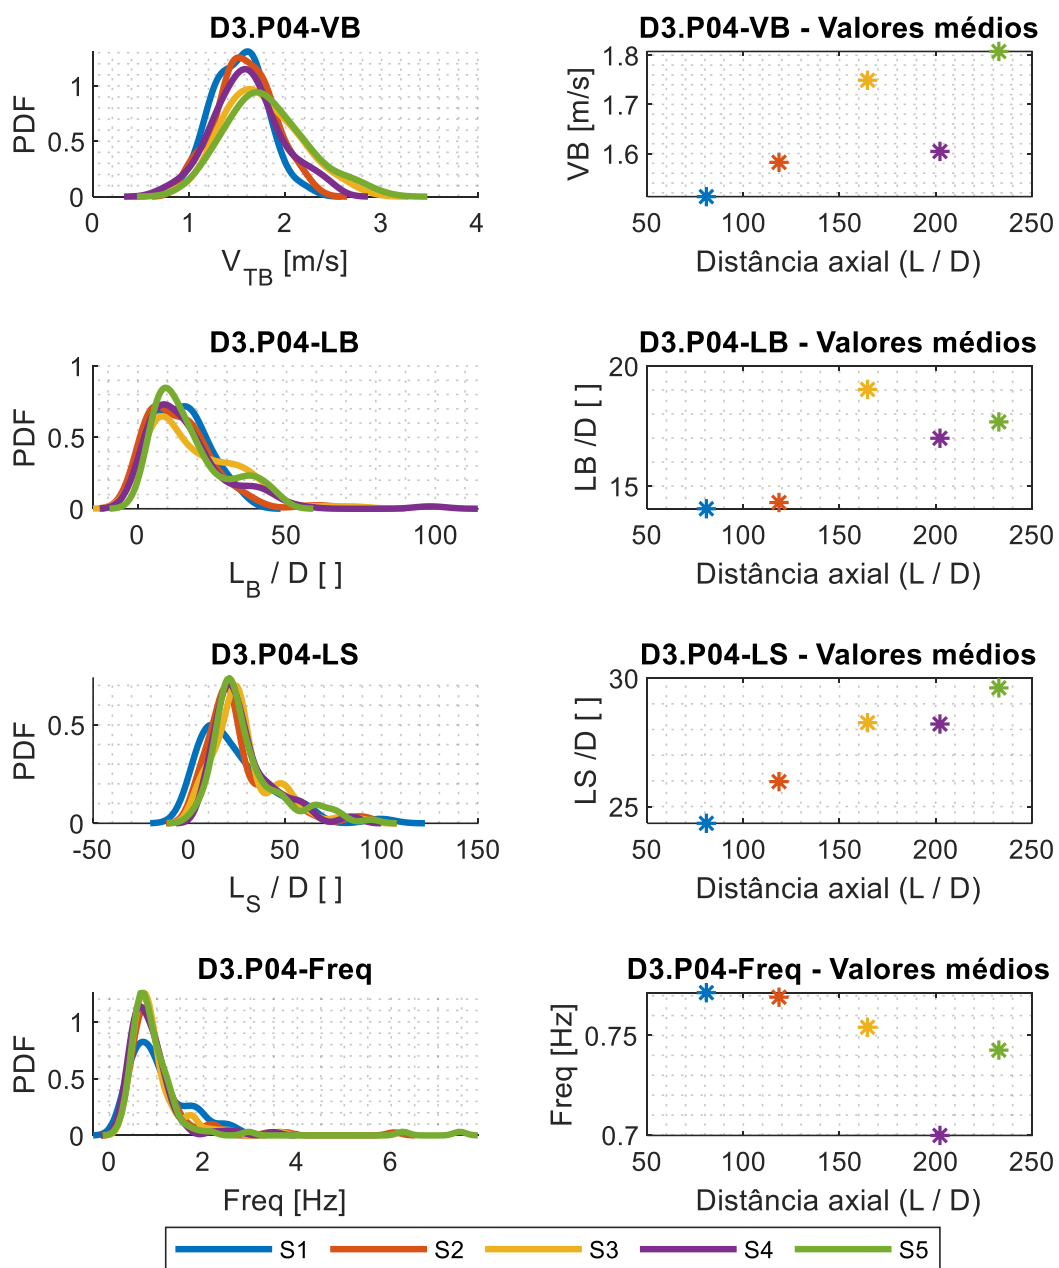 D3.P04-VB
PDF
1
0.5
0
0 1 2 3 4
V_TB [m/s]
D3.P04-VB - Valores médios
VB [m/s]
1.8
1.7
1.6
50 100 150 200 250
Distância axial (L / D)
D3.P04-LB
PDF
1
0.5
0
0 50 100
L_B / D [ ]
D3.P04-LB - Valores médios
LB /D [ ]
20
15
50 100 150 200 250
Distância axial (L / D)
D3.P04-LS
PDF
0.5
0
-50 0 50 100 150
L_S / D [ ]
D3.P04-LS - Valores médios
LS /D [ ]
30
25
50 100 150 200 250
Distância axial (L / D)
D3.P04-Freq
PDF
1
0.5
0
0 2 4 6
Freq [Hz]
D3.P04-Freq - Valores médios
Freq [Hz]
0.75
0.7
50 100 150 200 250
Distância axial (L / D)
S1 S2 S3 S4 S5